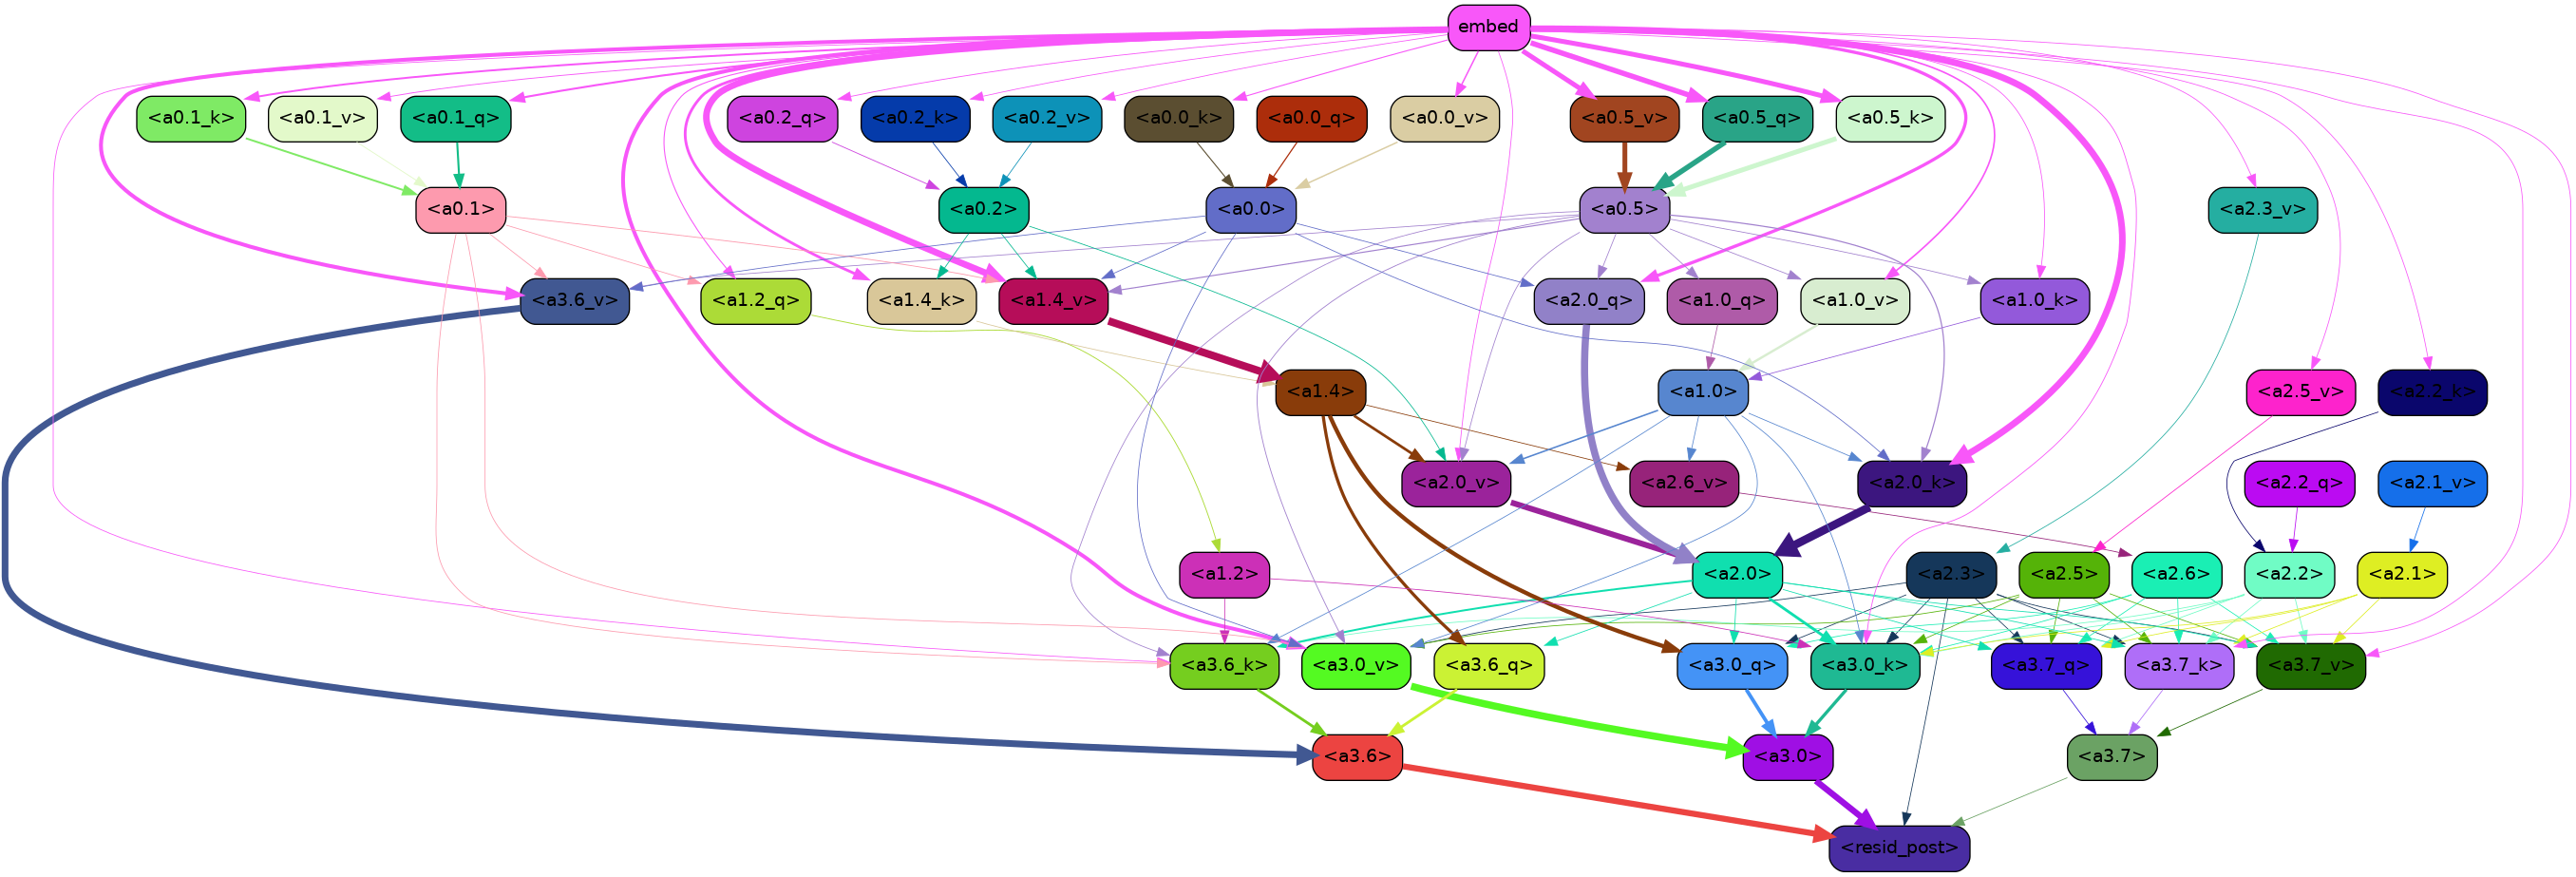 embed
<a0.1_k>
<a0.1_v>
<a0.1_q>
<a0.2_q>
<a0.2_k>
<a0.2_v>
<a0.0_k>
<a0.0_q>
<a0.0_v>
<a0.5_v>
<a0.5_q>
<a0.5_k>
<a0.1>
<a0.2>
<a0.0>
<a0.5>
<a2.3_v>
<a3.6_v>
<a1.2_q>
<a1.4_k>
<a1.4_v>
<a2.0_q>
<a1.0_q>
<a1.0_v>
<a1.0_k>
<a1.4>
<a1.0>
<a2.5_v>
<a2.2_k>
<a2.0_v>
<a2.6_v>
<a2.0_k>
<a2.2_q>
<a2.1_v>
<a1.2>
<a2.0>
<a2.3>
<a2.5>
<a2.6>
<a2.2>
<a2.1>
<a3.6_k>
<a3.0_v>
<a3.6_q>
<a3.0_q>
<a3.0_k>
<a3.7_q>
<a3.7_k>
<a3.7_v>
<a3.6>
<a3.0>
<a3.7>
<resid_post>